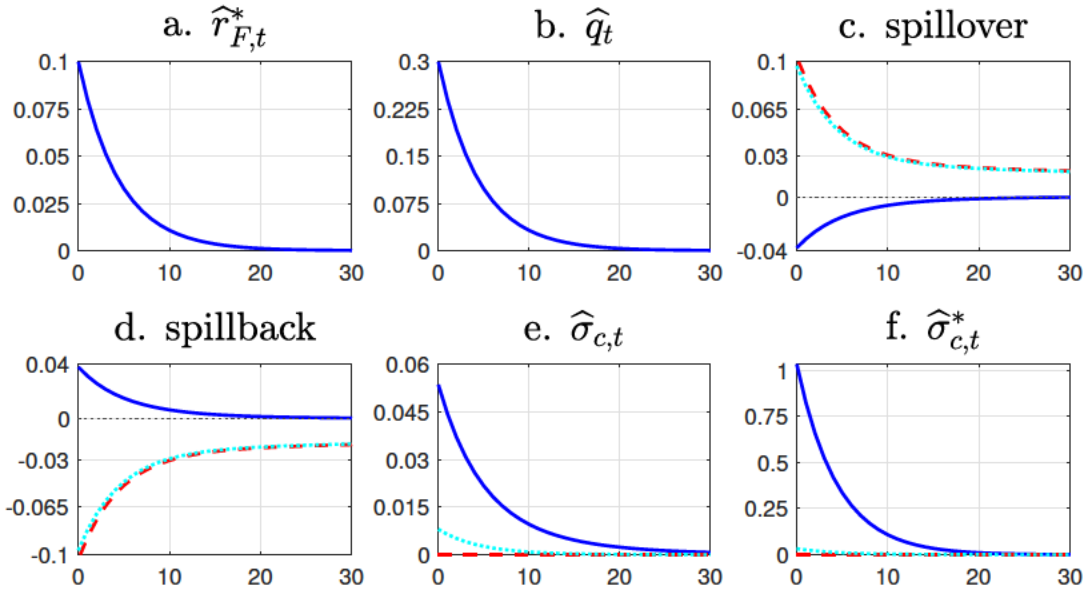 a. r̂*_{F,t}
b. q̂_t
c. spillover
0.1
0.075
0.05
0.025
0
0 10 20 30
0.3
0.225
0.15
0.075
0
0 10 20 30
0.1
0.065
0.03
0
-0.04
0 10 20 30
d. spillback
e. σ̂_{c,t}
f. σ̂*_{c,t}
0.04
0
-0.03
-0.065
-0.1
0 10 20 30
0.06
0.045
0.03
0.015
0
0 10 20 30
1
0.75
0.5
0.25
0
0 10 20 30